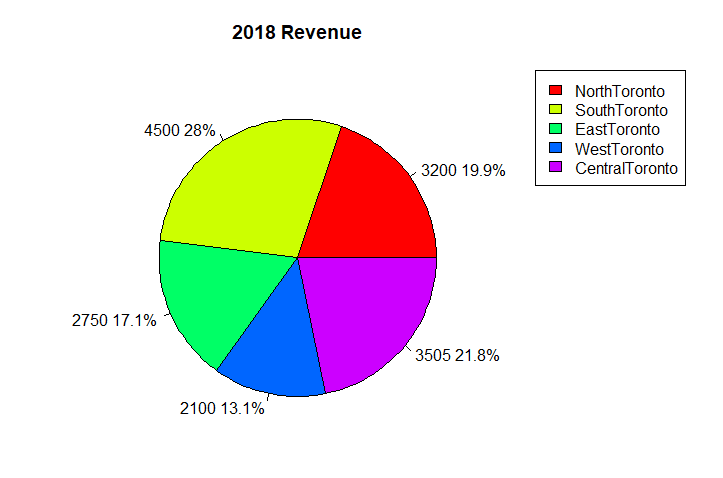 2018 Revenue
NorthToronto
SouthToronto
EastToronto
WestToronto
CentralToronto
4500 28%
3200 19.9%
2750 17.1%
3505 21.8%
2100 13.1%